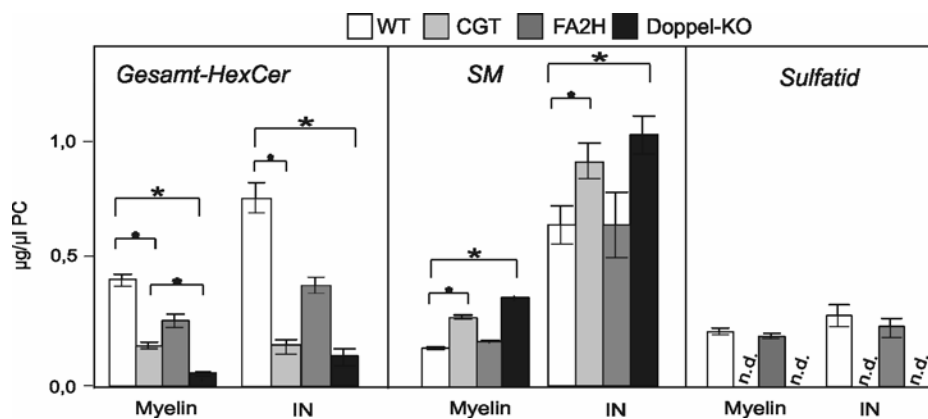 WT CGT FA2H Doppel-KO
Gesamt-HexCer SM Sulfatid
* * * * * * * * *
µg/µl PC
1,0
0,5
0,0
n.d. n.d. n.d. n.d.
Myelin IN Myelin IN Myelin IN